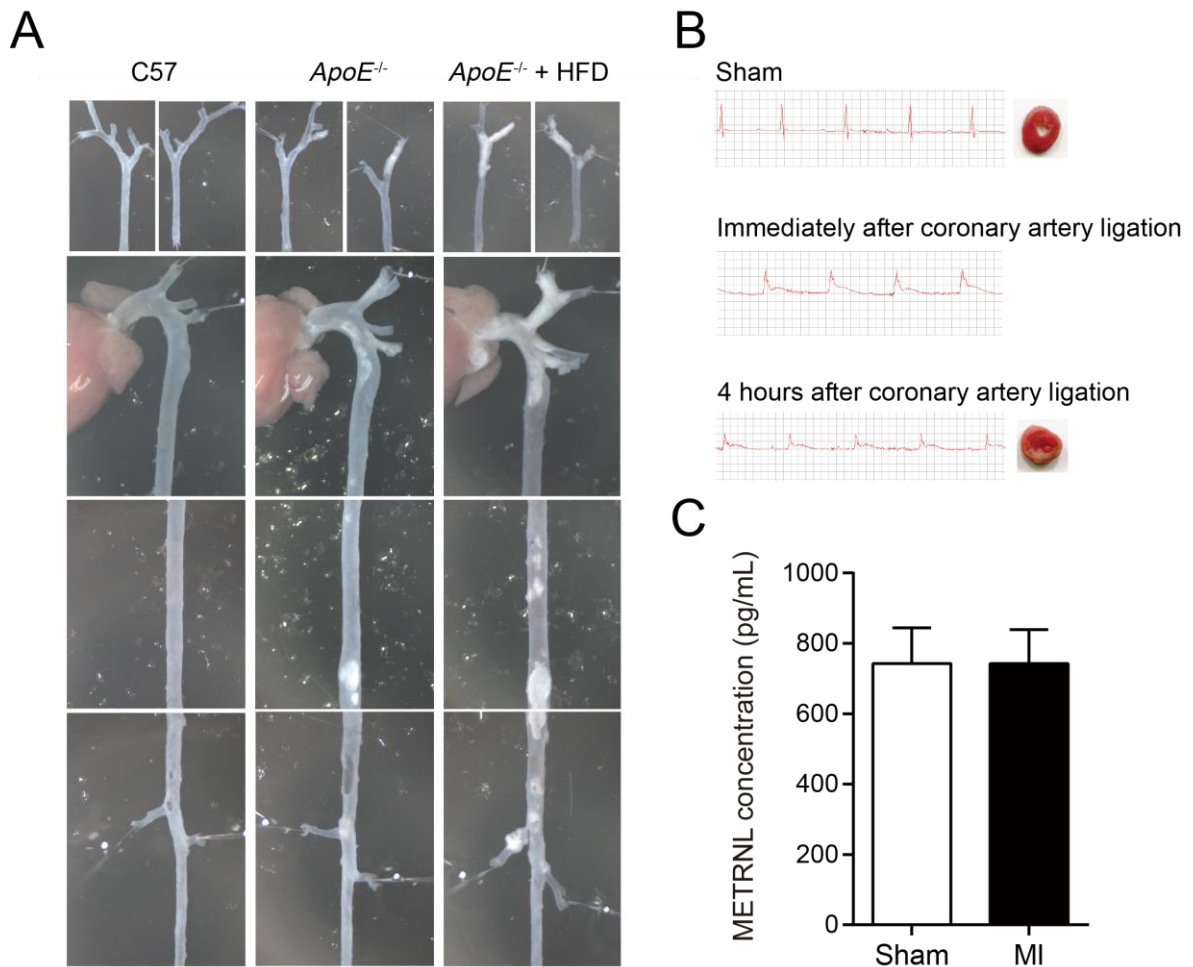 A
C57
ApoE-/-
ApoE-/- + HFD
B
Sham
Immediately after coronary artery ligation
4 hours after coronary artery ligation
C
METRNL concentration (pg/mL)
1000
800
600
400
200
0
Sham
MI